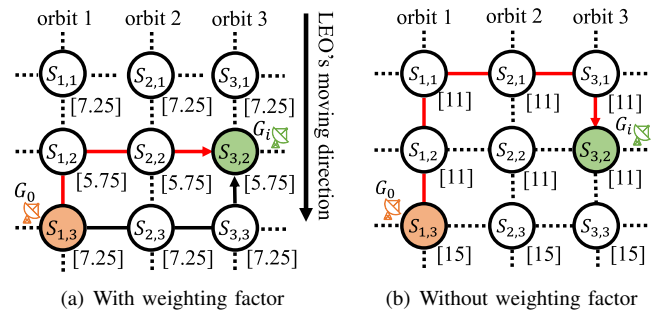 orbit 1 orbit 2 orbit 3
S1,1 S2,1 S3,1
[7.25] [7.25] [7.25]
Gi
S1,2 S2,2 S3,2
[5.75] [5.75] [5.75]
G0
S1,3 S2,3 S3,3
[7.25] [7.25] [7.25]
(a) With weighting factor
LEO's moving direction
orbit 1 orbit 2 orbit 3
S1,1 S2,1 S3,1
[11] [11] [11]
Gi
S1,2 S2,2 S3,2
[11] [11] [11]
G0
S1,3 S2,3 S3,3
[15] [15] [15]
(b) Without weighting factor